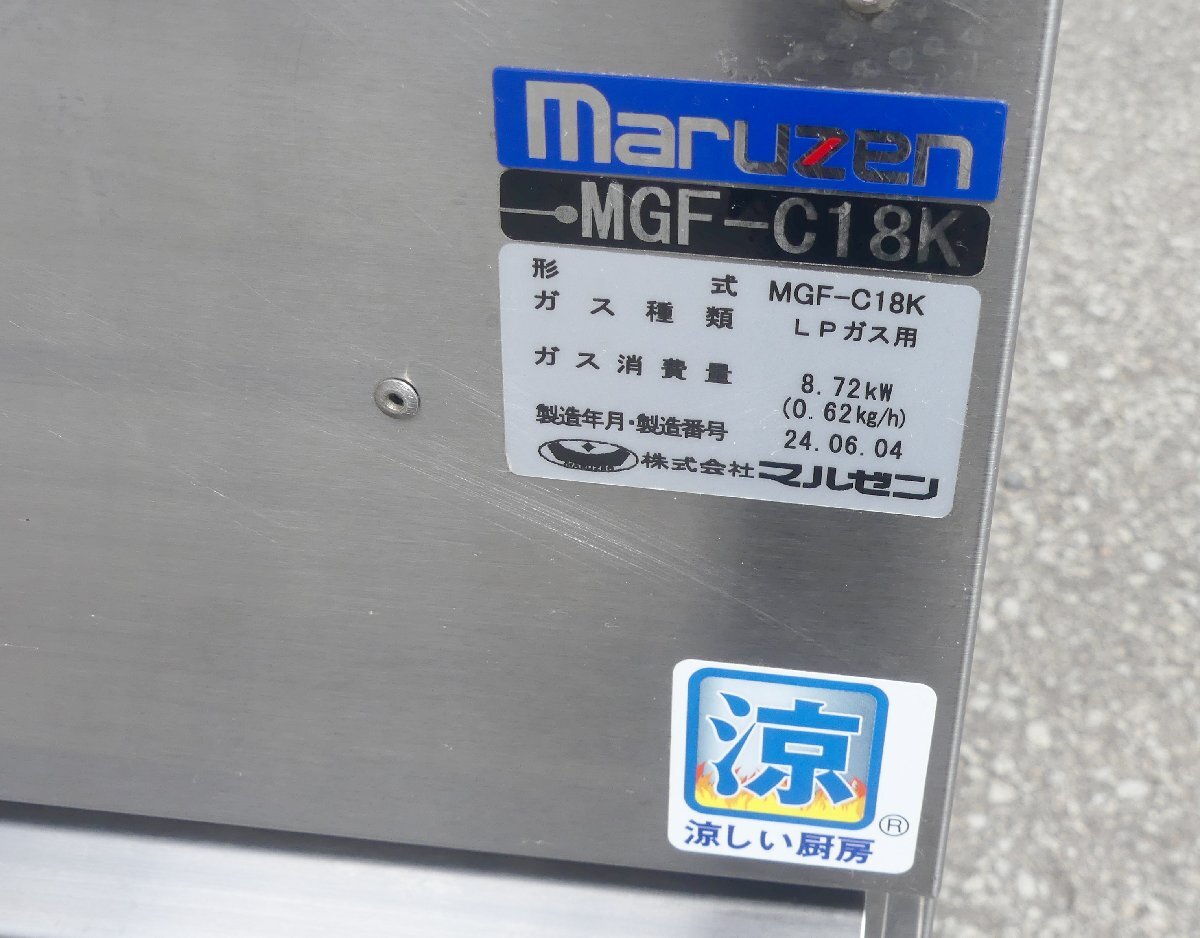 maruzen
MGF-C18K
形式 MGF-C18K
ガス種類 LPガス用
ガス消費量 8.72kW
(0.62kg/h)
製造年月・製造番号 24.06.04
MARUZEN 株式会社マルゼン
涼
®
涼しい厨房